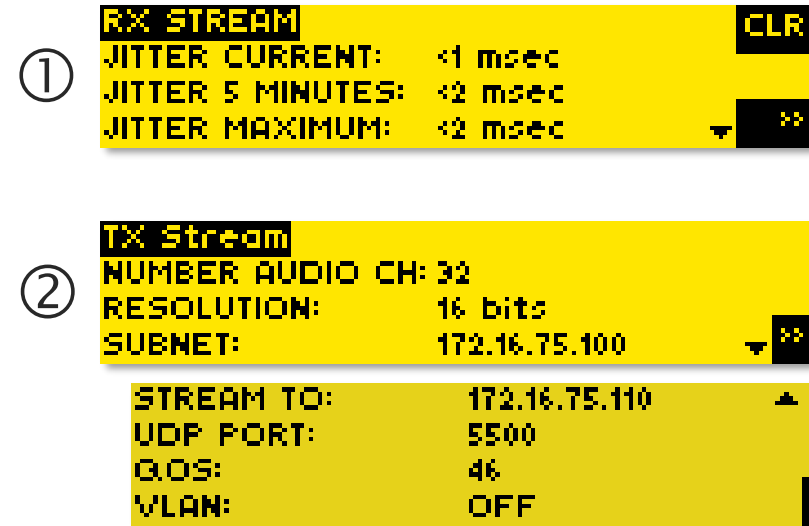 RX STREAM CLR
① JITTER CURRENT: <1 msec
JITTER 5 MINUTES: <2 msec
JITTER MAXIMUM: <2 msec >>
TX Stream
② NUMBER AUDIO CH: 32
RESOLUTION: 16 bits
SUBNET: 172.16.75.100 >>
STREAM TO: 172.16.75.110
UDP PORT: 5500
Q.OS: 46
VLAN: OFF